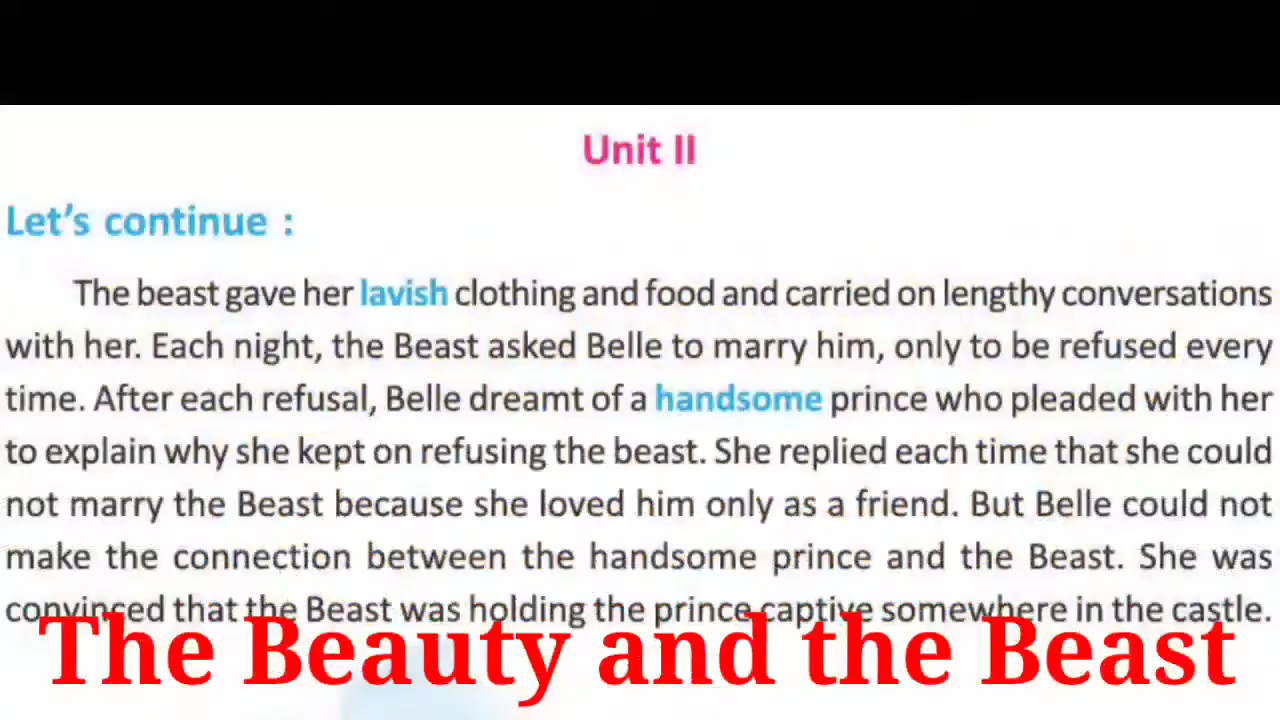 Unit II
Let's continue :
The beast gave her lavish clothing and food and carried on lengthy conversations
with her. Each night, the Beast asked Belle to marry him, only to be refused every
time. After each refusal, Belle dreamt of a handsome prince who pleaded with her
to explain why she kept on refusing the beast. She replied each time that she could
not marry the Beast because she loved him only as a friend. But Belle could not
make the connection between the handsome prince and the Beast. She was
convinced that the Beast was holding the prince captive somewhere in the castle.
The Beauty and the Beast